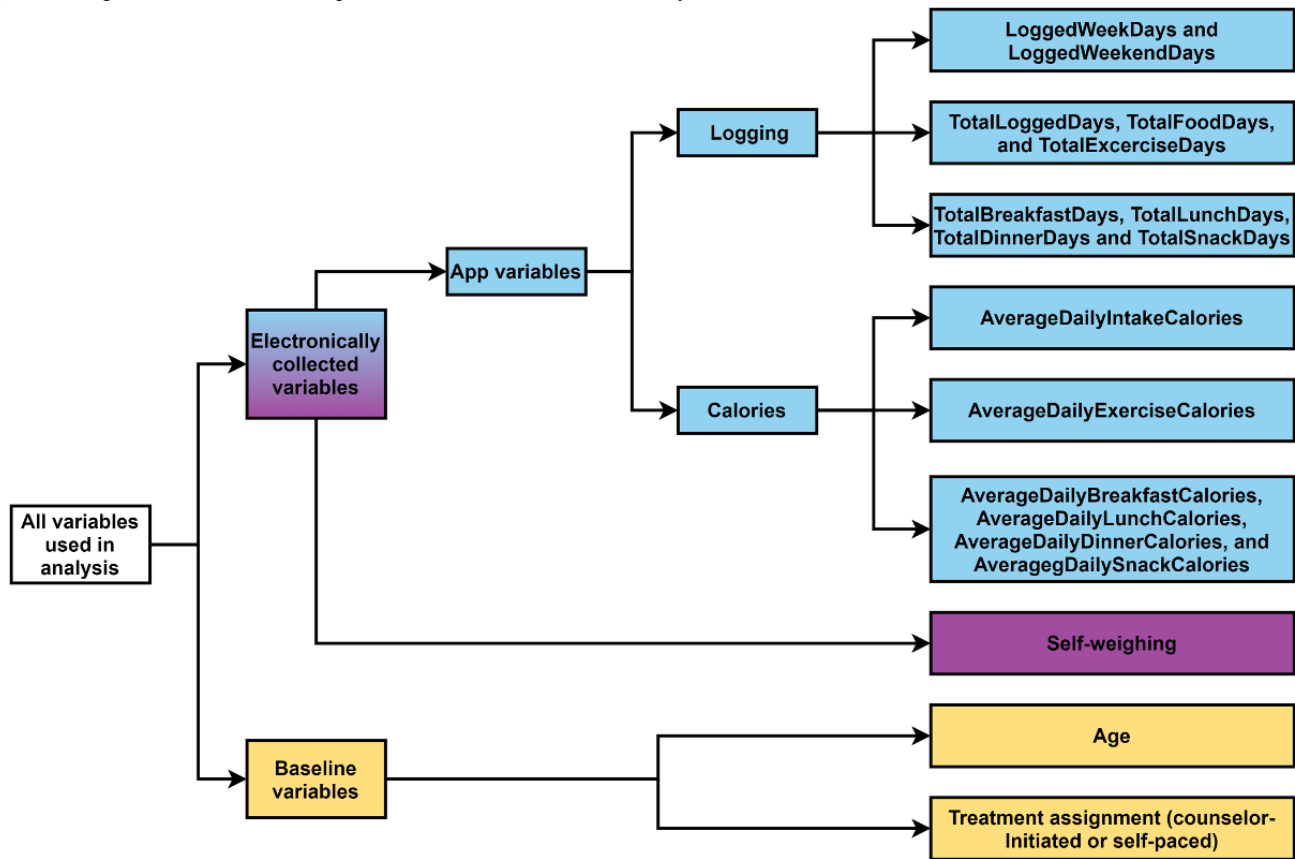 LoggedWeekDays and
LoggedWeekendDays
Logging
TotalLoggedDays, TotalFoodDays,
and TotalExcerciseDays
TotalBreakfastDays, TotalLunchDays,
TotalDinnerDays and TotalSnackDays
App variables
Electronically
collected
variables
AverageDailyIntakeCalories
Calories
AverageDailyExerciseCalories
AverageDailyBreakfastCalories,
AverageDailyLunchCalories,
AverageDailyDinnerCalories, and
AveragegDailySnackCalories
All variables
used in
analysis
Self-weighing
Baseline
variables
Age
Treatment assignment (counselor-
Initiated or self-paced)